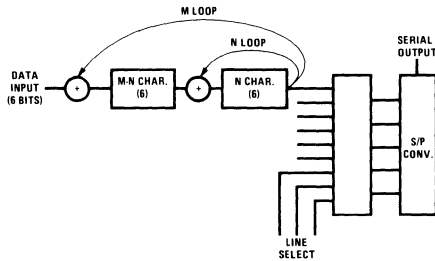 M LOOP
N LOOP
SERIAL
OUTPUT
DATA
INPUT
(6 BITS)
+
M-N CHAR.
(6)
+
N CHAR.
(6)
S/P
CONV.
LINE
SELECT